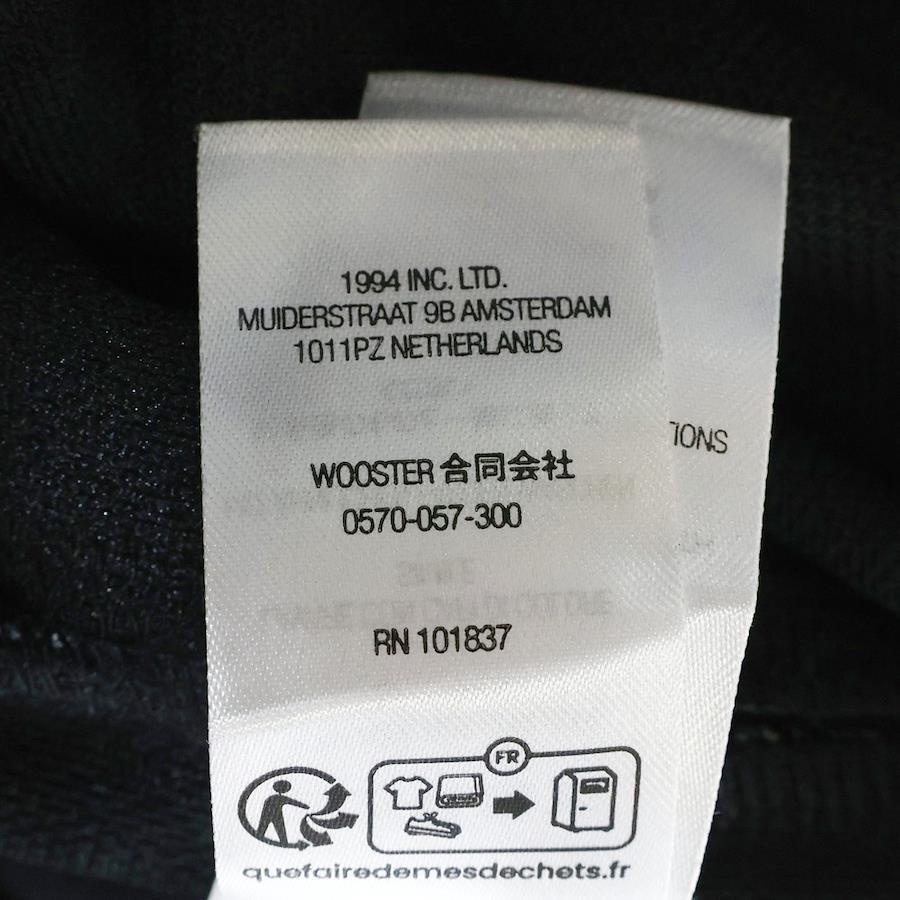 1994 INC. LTD.
MUIDERSTRAAT 9B AMSTERDAM
1011PZ NETHERLANDS
WOOSTER 合同会社
0570-057-300
RN 101837
FR
quefairedemesdechets.fr